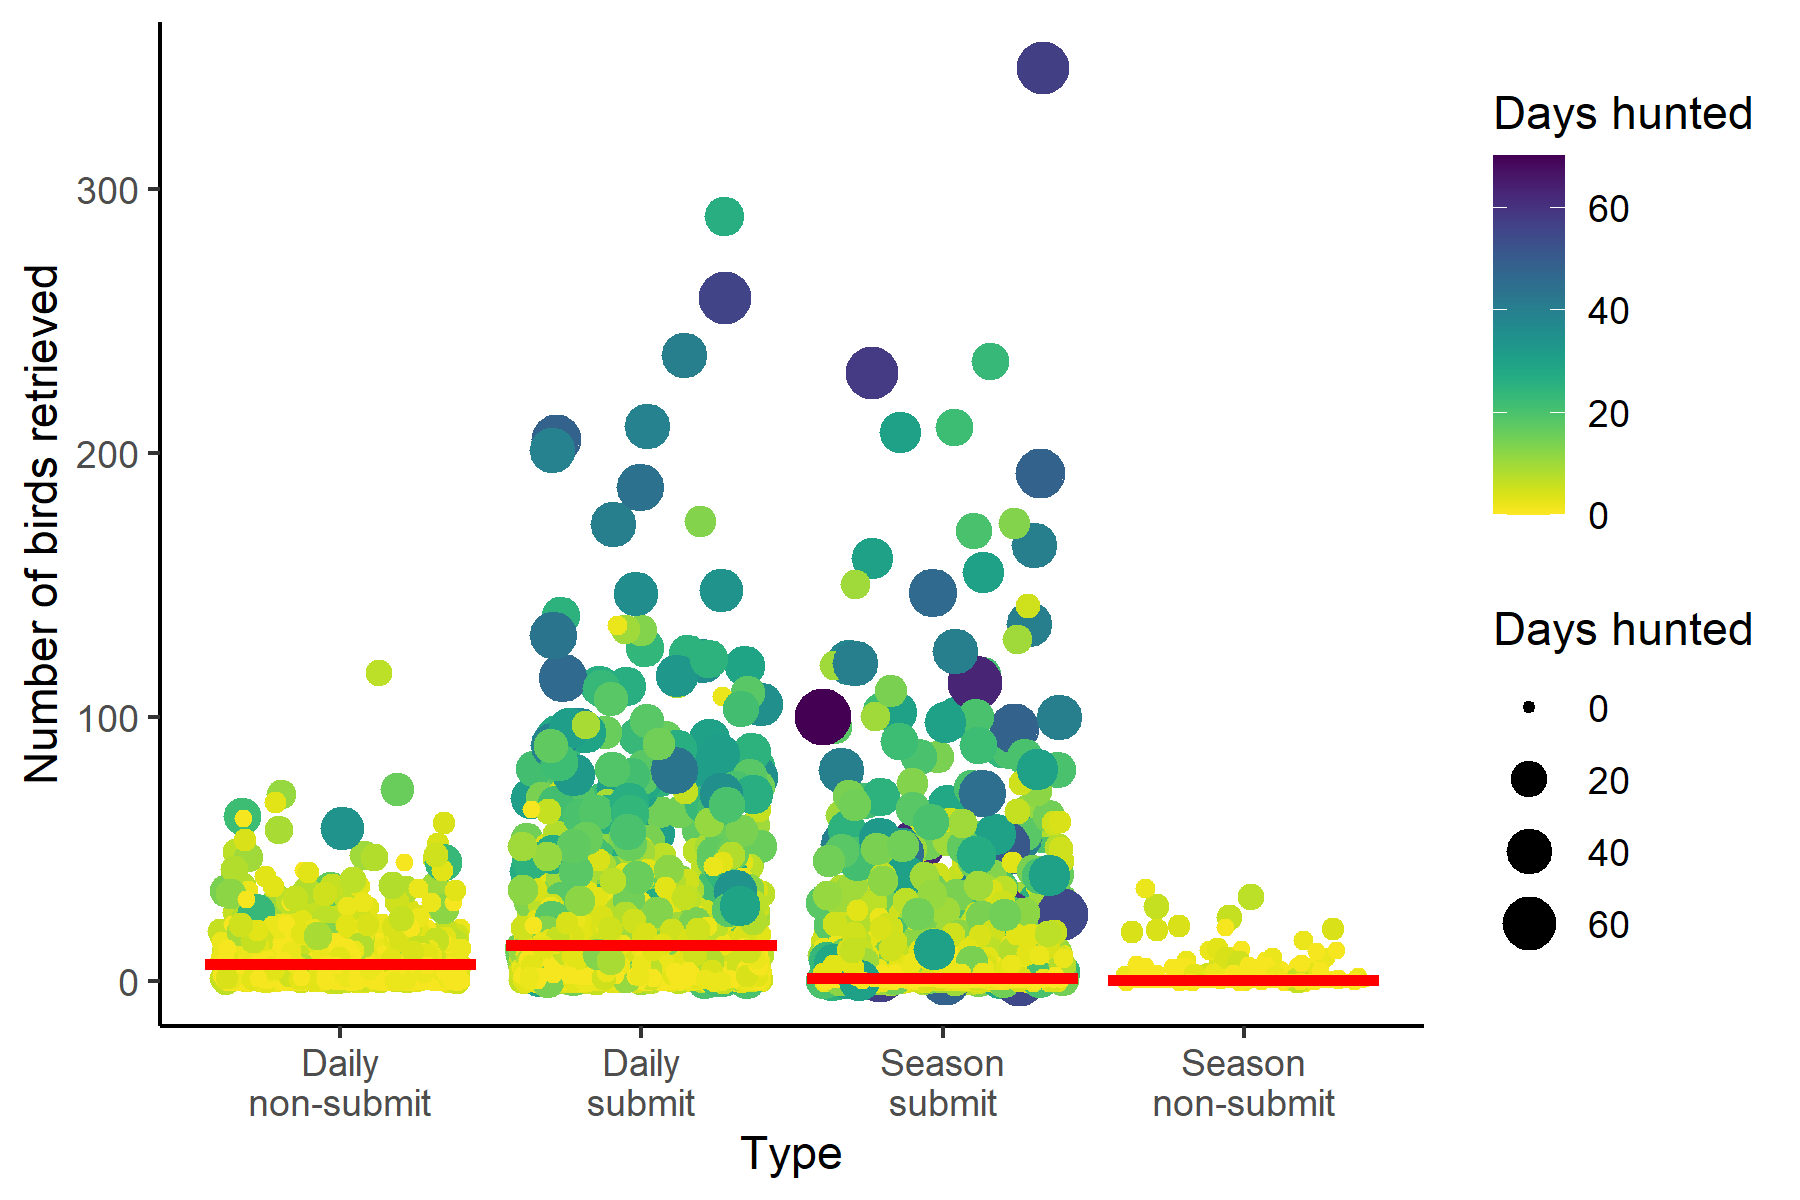 Number of birds retrieved
300
200
100
0
Daily
non-submit
Daily
submit
Season
submit
Season
non-submit
Type
Days hunted
60
40
20
0
Days hunted
0
20
40
60